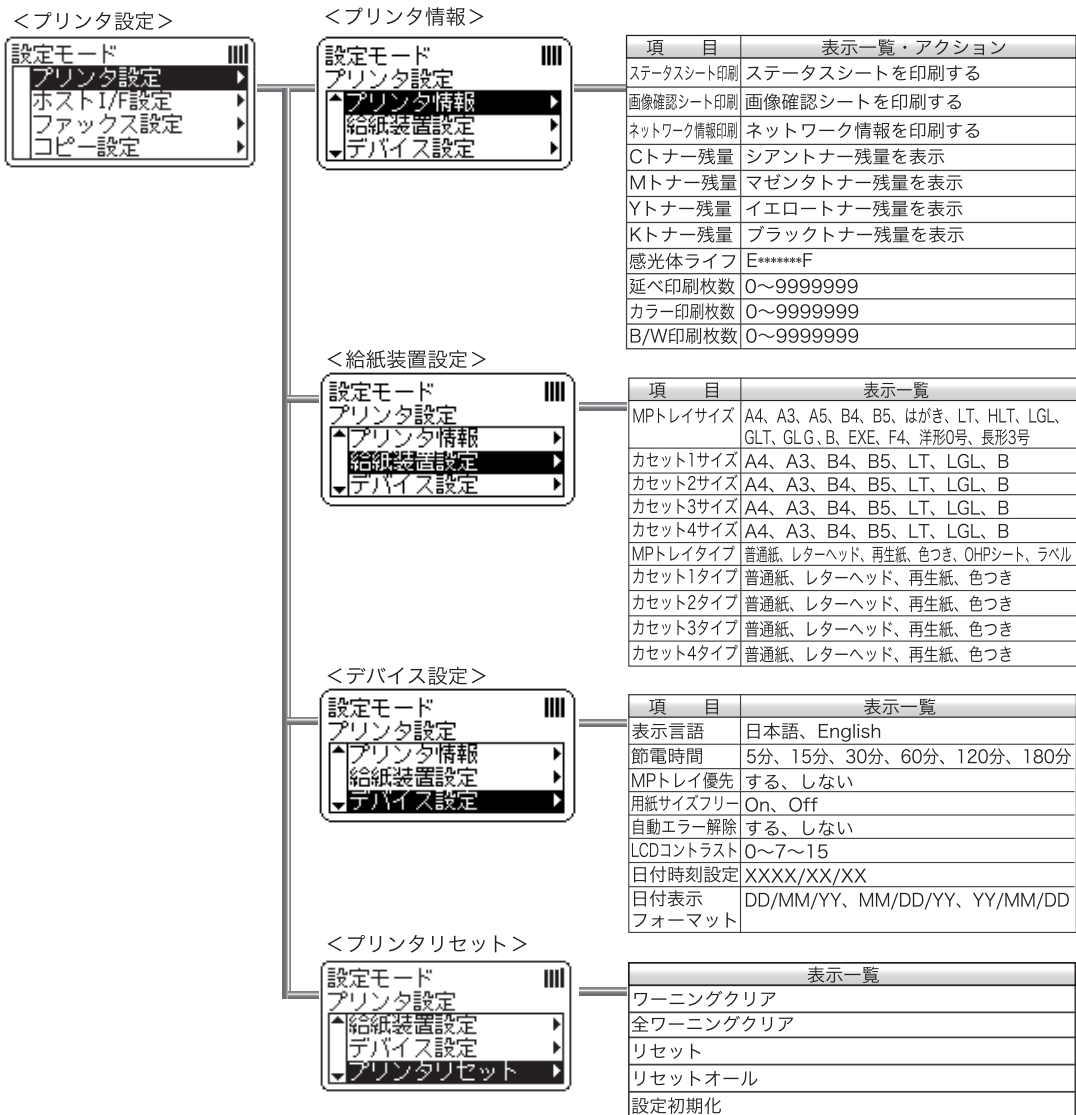 ＜プリンタ設定＞
設定モード
プリンタ設定
ホストI/F設定
ファックス設定
コピー設定
＜プリンタ情報＞
設定モード
プリンタ設定
プリンタ情報
給紙装置設定
デバイス設定
項　目 表示一覧・アクション
ステータスシート印刷 ステータスシートを印刷する
画像確認シート印刷 画像確認シートを印刷する
ネットワーク情報印刷 ネットワーク情報を印刷する
Cトナー残量 シアントナー残量を表示
Mトナー残量 マゼンタトナー残量を表示
Yトナー残量 イエロートナー残量を表示
Kトナー残量 ブラックトナー残量を表示
感光体ライフ E*******F
延べ印刷枚数 0〜9999999
カラー印刷枚数 0〜9999999
B/W印刷枚数 0〜9999999
＜給紙装置設定＞
設定モード
プリンタ設定
プリンタ情報
給紙装置設定
デバイス設定
項　目 表示一覧
MPトレイサイズ A4、A3、A5、B4、B5、はがき、LT、HLT、LGL、
GLT、GLG、B、EXE、F4、洋形0号、長形3号
カセット1サイズ A4、A3、B4、B5、LT、LGL、B
カセット2サイズ A4、A3、B4、B5、LT、LGL、B
カセット3サイズ A4、A3、B4、B5、LT、LGL、B
カセット4サイズ A4、A3、B4、B5、LT、LGL、B
MPトレイタイプ 普通紙、レターヘッド、再生紙、色つき、OHPシート、ラベル
カセット1タイプ 普通紙、レターヘッド、再生紙、色つき
カセット2タイプ 普通紙、レターヘッド、再生紙、色つき
カセット3タイプ 普通紙、レターヘッド、再生紙、色つき
カセット4タイプ 普通紙、レターヘッド、再生紙、色つき
＜デバイス設定＞
設定モード
プリンタ設定
プリンタ情報
給紙装置設定
デバイス設定
項　目 表示一覧
表示言語 日本語、English
節電時間 5分、15分、30分、60分、120分、180分
MPトレイ優先 する、しない
用紙サイズフリー On、Off
自動エラー解除 する、しない
LCDコントラスト 0〜7〜15
日付時刻設定 XXXX/XX/XX
日付表示 DD/MM/YY、MM/DD/YY、YY/MM/DD
フォーマット
＜プリンタリセット＞
設定モード
プリンタ設定
給紙装置設定
デバイス設定
プリンタリセット
表示一覧
ワーニングクリア
全ワーニングクリア
リセット
リセットオール
設定初期化